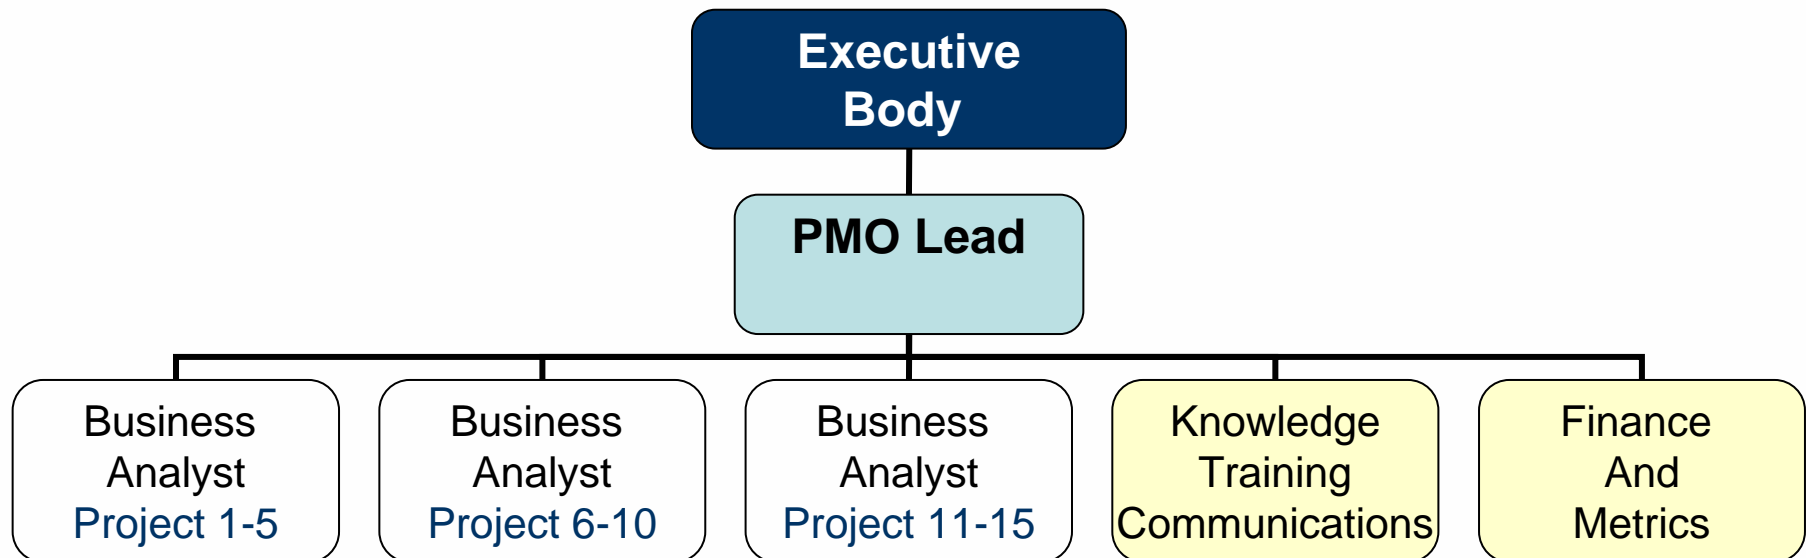 Executive
Body
PMO Lead
Business
Analyst
Project 1-5
Business
Analyst
Project 6-10
Business
Analyst
Project 11-15
Knowledge
Training
Communications
Finance
And
Metrics